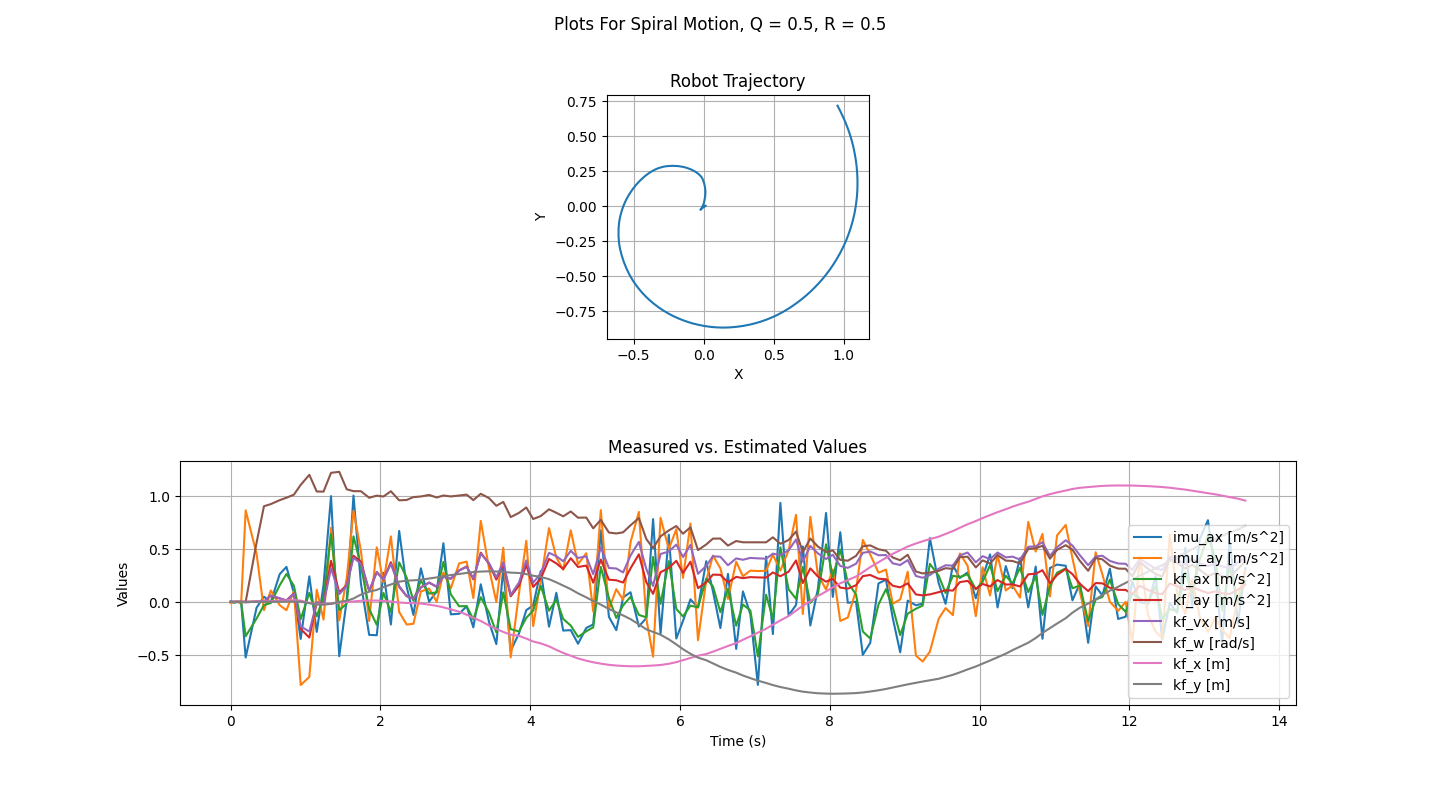 Plots For Spiral Motion, Q = 0.5, R = 0.5
Robot Trajectory
0.75
0.50
0.25
0.00
−0.25
−0.50
−0.75
Y
−0.5 0.0 0.5 1.0
X
Measured vs. Estimated Values
1.0
0.5
0.0
−0.5
Values
imu_ax [m/s^2]
imu_ay [m/s^2]
kf_ax [m/s^2]
kf_ay [m/s^2]
kf_vx [m/s]
kf_w [rad/s]
kf_x [m]
kf_y [m]
0 2 4 6 8 10 12 14
Time (s)